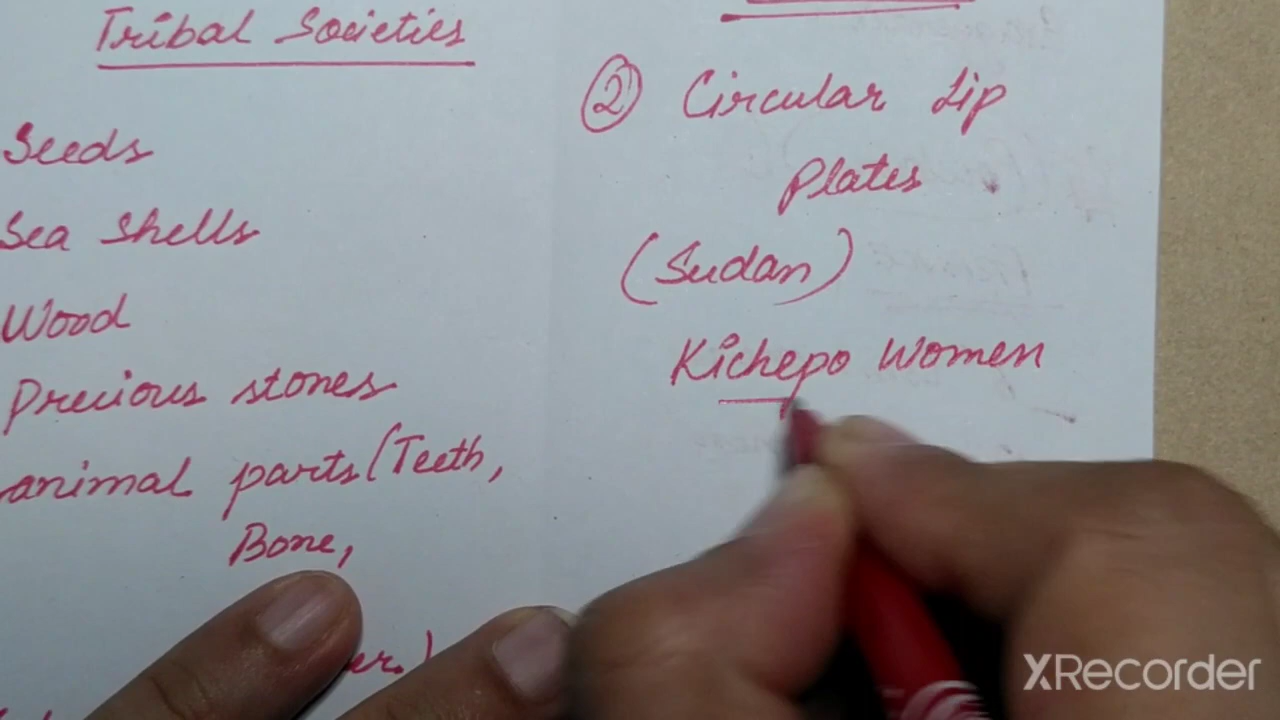 Tribal Societies
Seeds
Sea shells
Wood
Precious stones
animal parts (Teeth,
Bone,
er.)
② Circular Lip
Plates
(Sudan)
Kichepo Women
XRecorder